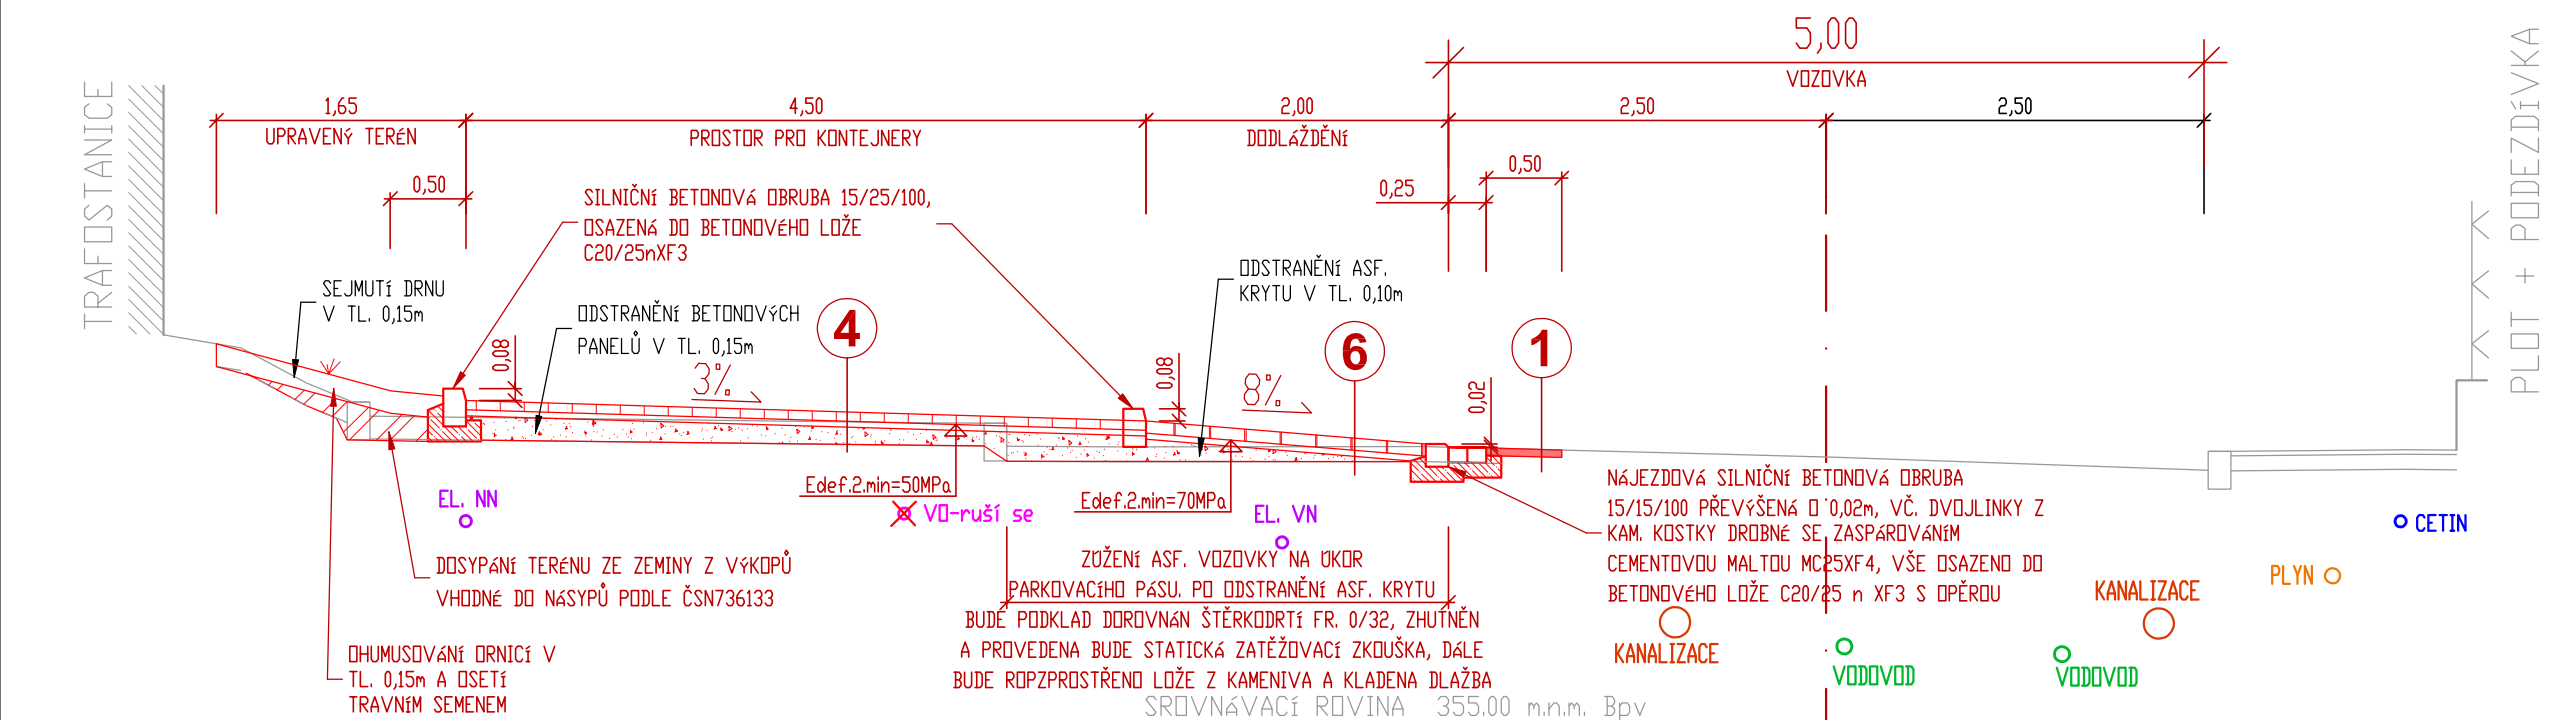 5,00
VOZOVKA
1,65
4,50
2,00
2,50
2,50
UPRAVENÝ TERÉN
PROSTOR PRO KONTEJNERY
DODLÁŽDĚNÍ
0,50
0,25
0,50
TRAFOSTANICE
PLOT + PODEZDÍVKA
SILNIČNÍ BETONOVÁ OBRUBA 15/25/100,
OSAZENÁ DO BETONOVÉHO LOŽE
C20/25nXF3
SEJMUTÍ DRNU
V TL. 0,15m
ODSTRANĚNÍ BETONOVÝCH
PANELŮ V TL. 0,15m
ODSTRANĚNÍ ASF.
KRYTU V TL. 0,10m
4
6
1
0,08
3%
0,08
8%
0,02
Edef.2.min=50MPa
Edef.2.min=70MPa
EL. NN
VO-ruší se
EL. VN
CETIN
PLYN
KANALIZACE
KANALIZACE
VODOVOD
VODOVOD
NÁJEZDOVÁ SILNIČNÍ BETONOVÁ OBRUBA
15/15/100 PŘEVÝŠENÁ O 0,02m, VČ. DVOJLINKY Z
KAM. KOSTKY DROBNÉ SE ZASPÁROVÁNÍM
CEMENTOVOU MALTOU MC25XF4, VŠE OSAZENO DO
BETONOVÉHO LOŽE C20/25 n XF3 S OPĚROU
DOSYPÁNÍ TERÉNU ZE ZEMINY Z VÝKOPŮ
VHODNÉ DO NÁSYPŮ PODLE ČSN736133
ZÚŽENÍ ASF. VOZOVKY NA ÚKOR
PARKOVACÍHO PÁSU. PO ODSTRANĚNÍ ASF. KRYTU
BUDE PODKLAD DOROVNÁN ŠTĚRKODRTÍ FR. 0/32, ZHUTNĚN
A PROVEDENA BUDE STATICKÁ ZATĚŽOVACÍ ZKOUŠKA, DÁLE
BUDE ROPZPROSTŘENO LOŽE Z KAMENIVA A KLADENA DLAŽBA
OHUMUSOVÁNÍ ORNICÍ V
TL. 0,15m A OSETÍ
TRAVNÍM SEMENEM
SROVNÁVACÍ ROVINA 355.00 m.n.m. Bpv